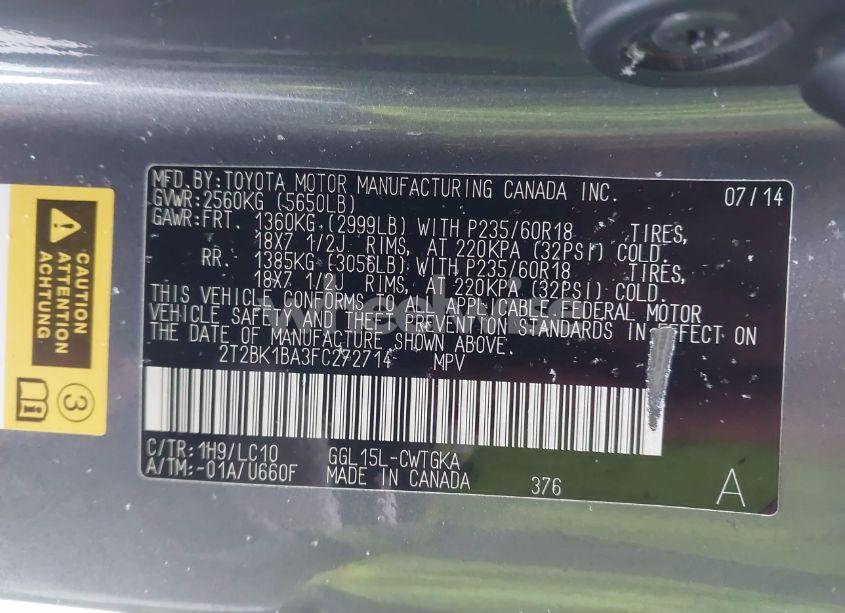 MFD.BY:TOYOTA MOTOR MANUFACTURING CANADA INC. 07/14
GVWR:2560KG (5650LB)
GAWR:FRT. 1360KG (2999LB) WITH P235/60R18 TIRES,
18X7 1/2J RIMS, AT 220KPA (32PSI) COLD.
RR. 1385KG (3056LB) WITH P235/60R18 TIRES,
18X7 1/2J RIMS, AT 220KPA (32PSI) COLD.
THIS VEHICLE CONFORMS TO ALL APPLICABLE FEDERAL MOTOR
VEHICLE SAFETY AND THEFT PREVENTION STANDARDS IN EFFECT ON
THE DATE OF MANUFACTURE SHOWN ABOVE.
2T2BK1BA3FC272714 MPV
C/TR:1H9/LC10 GGL15L-CWTGKA
A/TM:-01A/U660F MADE IN CANADA 376 A
CAUTION
ATTENTION
ACHTUNG
i
3